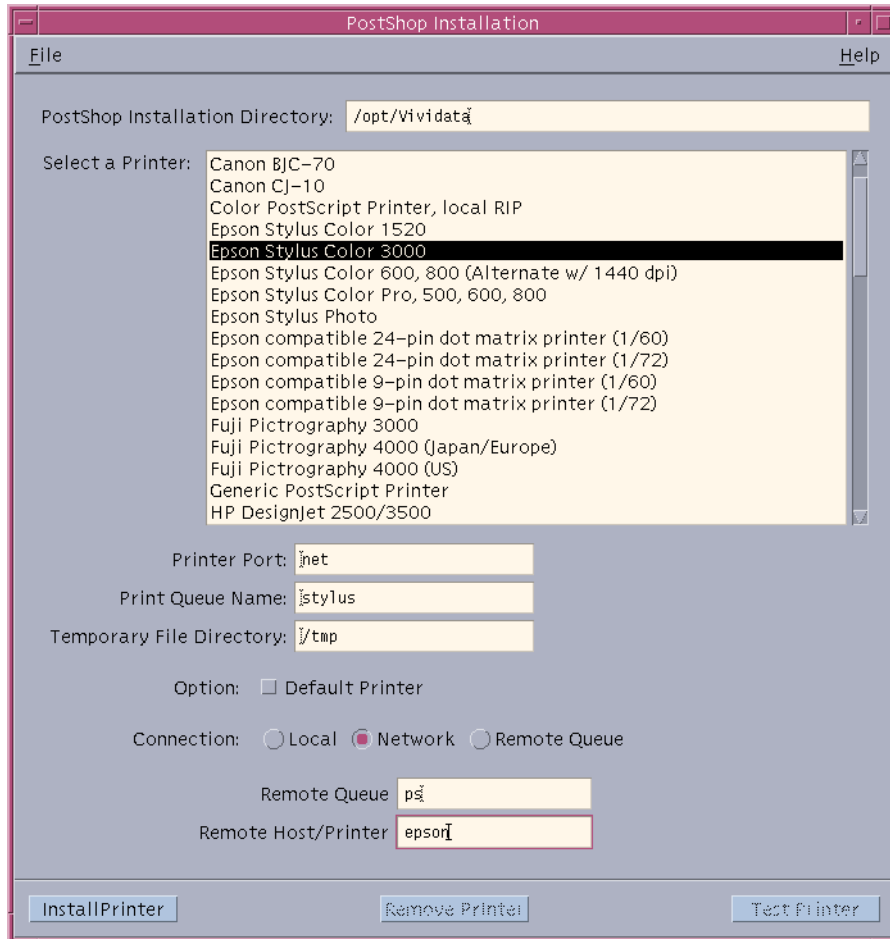 PostShop Installation
File Help
PostShop Installation Directory: /opt/Vividata
Select a Printer: Canon BJC-70
Canon CJ-10
Color PostScript Printer, local RIP
Epson Stylus Color 1520
Epson Stylus Color 3000
Epson Stylus Color 600, 800 (Alternate w/ 1440 dpi)
Epson Stylus Color Pro, 500, 600, 800
Epson Stylus Photo
Epson compatible 24-pin dot matrix printer (1/60)
Epson compatible 24-pin dot matrix printer (1/72)
Epson compatible 9-pin dot matrix printer (1/60)
Epson compatible 9-pin dot matrix printer (1/72)
Fuji Pictrography 3000
Fuji Pictrography 4000 (Japan/Europe)
Fuji Pictrography 4000 (US)
Generic PostScript Printer
HP DesignJet 2500/3500
Printer Port: net
Print Queue Name: stylus
Temporary File Directory: /tmp
Option: Default Printer
Connection: Local Network Remote Queue
Remote Queue ps
Remote Host/Printer epson
InstallPrinter Remove Printer Test Printer